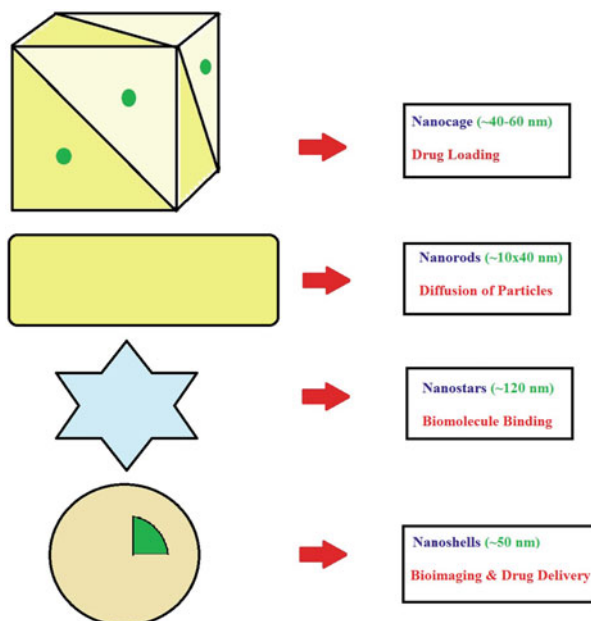 Nanocage (~40-60 nm)
Drug Loading
Nanorods (~10x40 nm)
Diffusion of Particles
Nanostars (~120 nm)
Biomolecule Binding
Nanoshells (~50 nm)
Bioimaging & Drug Delivery